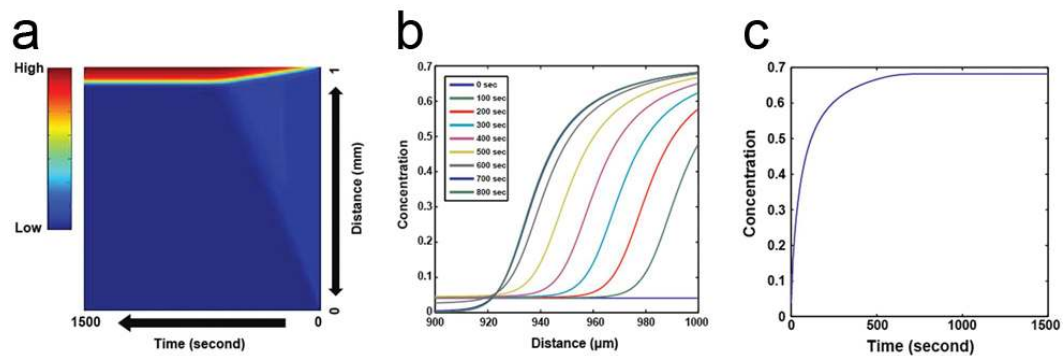 a
High
Low
1
Distance (mm)
0
1500
0
Time (second)
b
0.7
0.6
0.5
0.4
0.3
0.2
0.1
0
Concentration
0 sec
100 sec
200 sec
300 sec
400 sec
500 sec
600 sec
700 sec
800 sec
900
920
940
960
980
1000
Distance (µm)
c
0.7
0.6
0.5
0.4
0.3
0.2
0.1
0
Concentration
0
500
1000
1500
Time (second)